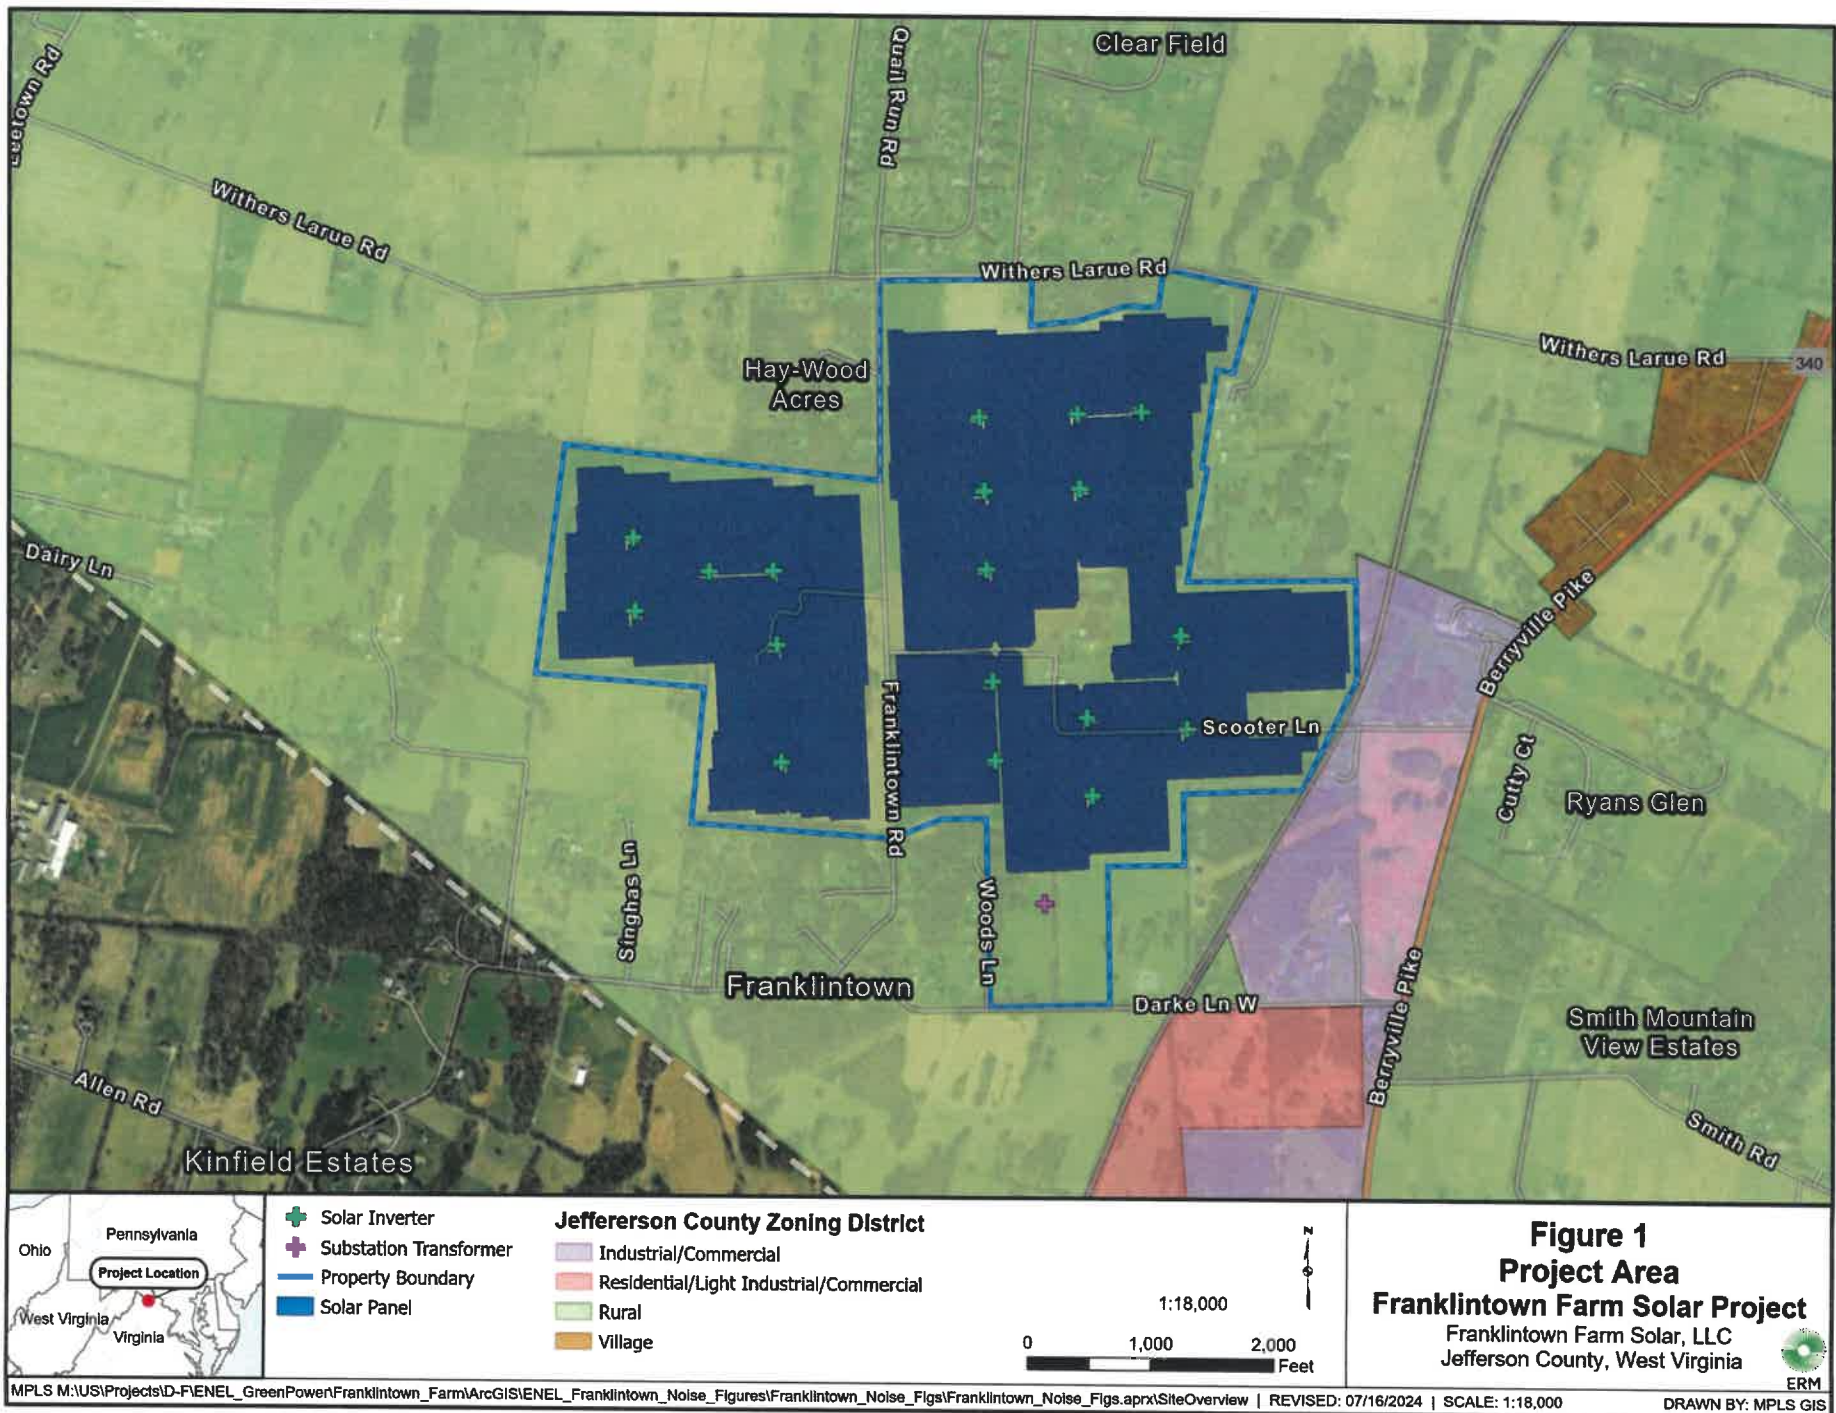 Clear Field
Quail Run Rd
Leetown Rd
Withers Larue Rd
Withers Larue Rd
Withers Larue Rd
340
Hay-Wood
Acres
Dairy Ln
Berryville Pike
Franklintown Rd
Scooter Ln
Cutty Ct
Ryans Glen
Singhas Ln
Woods Ln
Franklintown
Darke Ln W
Berryville Pike
Smith Mountain
View Estates
Allen Rd
Smith Rd
Kinfield Estates
Ohio
Pennsylvania
Project Location
West Virginia
Virginia
Solar Inverter
Substation Transformer
Property Boundary
Solar Panel
695Jeffererson County Zoning District
Industrial/Commercial
Residential/Light Industrial/Commercial
Rural
Village
N
1:18,000
0 1,000 2,000
Feet
Figure 1
Project Area
Franklintown Farm Solar Project
Franklintown Farm Solar, LLC
Jefferson County, West Virginia
ERM
MPLS M:\US\Projects\D-F\ENEL_GreenPower\Franklintown_Farm\ArcGIS\ENEL_Franklintown_Noise_Figures\Franklintown_Noise_Figs\Franklintown_Noise_Figs.aprx\SiteOverview | REVISED: 07/16/2024 | SCALE: 1:18,000 DRAWN BY: MPLS GIS